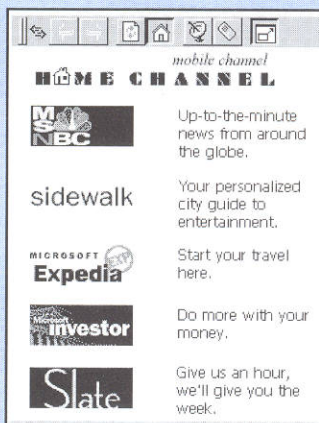 mobile channel
HOME CHANNEL
MSNBC
Up-to-the-minute
news from around
the globe.
sidewalk
Your personalized
city guide to
entertainment.
MICROSOFT
Expedia
EXP
Start your travel
here.
Microsoft
investor
Do more with your
money.
Slate
Give us an hour,
we'll give you the
week.